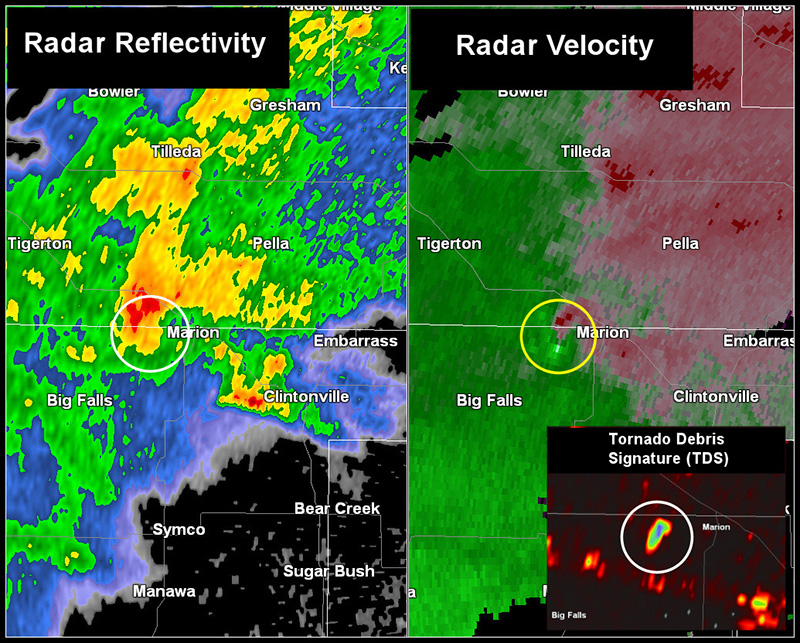 Middle Village
Radar Reflectivity
Bowler
Gresham
Tilleda
Tigerton
Pella
Marion
Embarrass
Big Falls
Clintonville
Bear Creek
Symco
Sugar Bush
Manawa
Middle Village
Radar Velocity
Bowler
Gresham
Tilleda
Tigerton
Pella
Marion
Embarras
Big Falls
Clintonville
Tornado Debris
Signature (TDS)
Marion
Big Falls